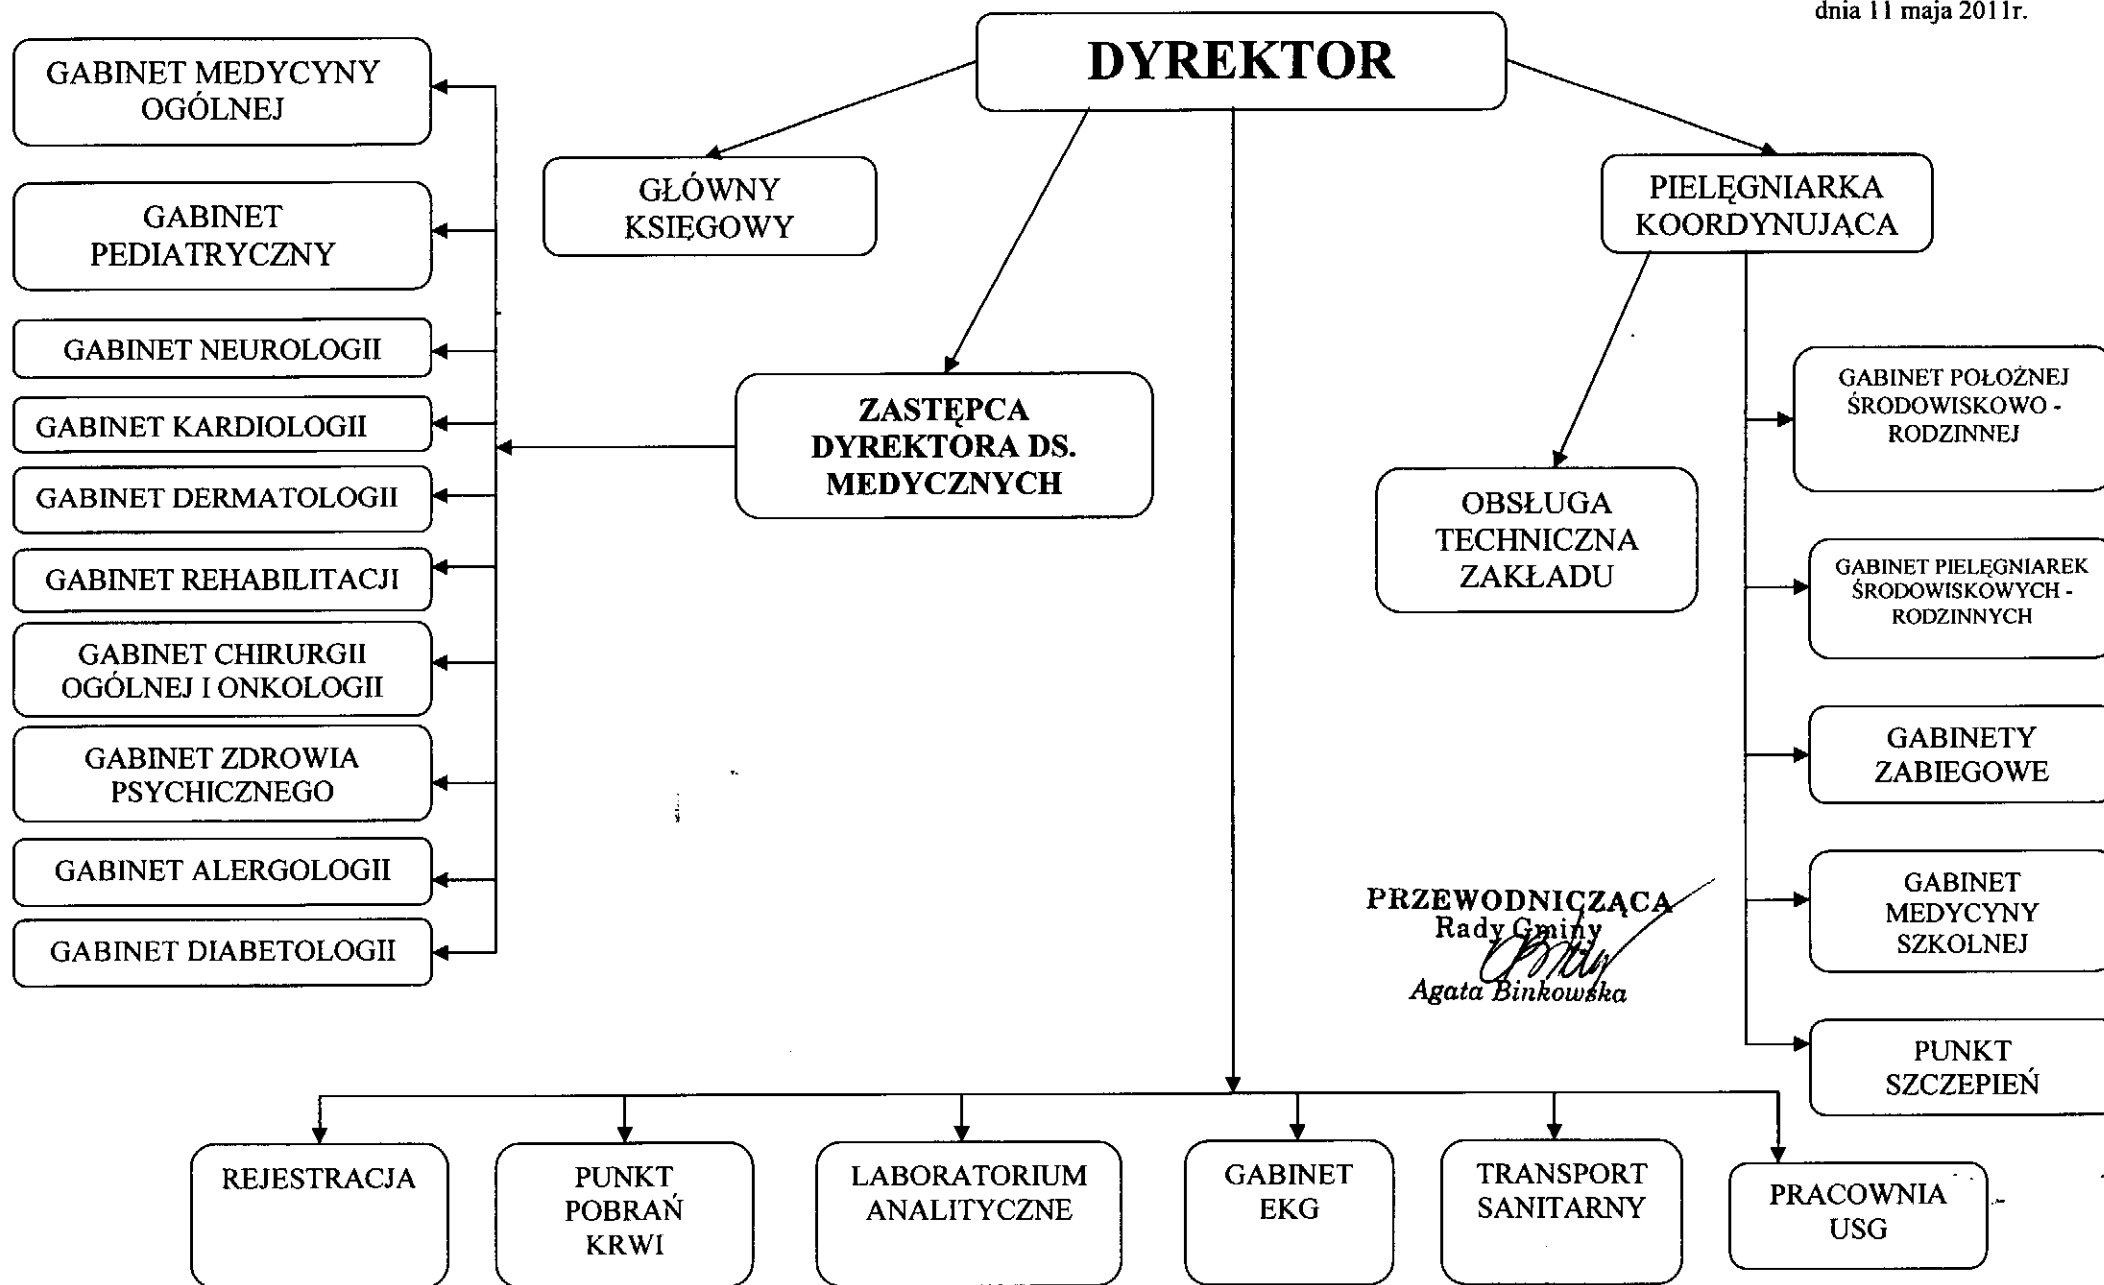 dnia 11 maja 2011r.
DYREKTOR
GABINET MEDYCYNY
OGÓLNEJ
GABINET
PEDIATRYCZNY
GABINET NEUROLOGII
GABINET KARDIOLOGII
GABINET DERMATOLOGII
GABINET REHABILITACJI
GABINET CHIRURGII
OGÓLNEJ I ONKOLOGII
GABINET ZDROWIA
PSYCHICZNEGO
GABINET ALERGOLOGII
GABINET DIABETOLOGII
GŁÓWNY
KSIĘGOWY
ZASTĘPCA
DYREKTORA DS.
MEDYCZNYCH
PIELĘGNIARKA
KOORDYNUJĄCA
OBSŁUGA
TECHNICZNA
ZAKŁADU
GABINET POŁOŻNEJ
ŚRODOWISKOWO -
RODZINNEJ
GABINET PIELĘGNIAREK
ŚRODOWISKOWYCH -
RODZINNYCH
GABINETY
ZABIEGOWE
GABINET
MEDYCYNY
SZKOLNEJ
PUNKT
SZCZEPIEŃ
PRZEWODNICZĄCA
Rady Gminy
Agata Binkowska
REJESTRACJA
PUNKT
POBRAŃ
KRWI
LABORATORIUM
ANALITYCZNE
GABINET
EKG
TRANSPORT
SANITARNY
PRACOWNIA
USG